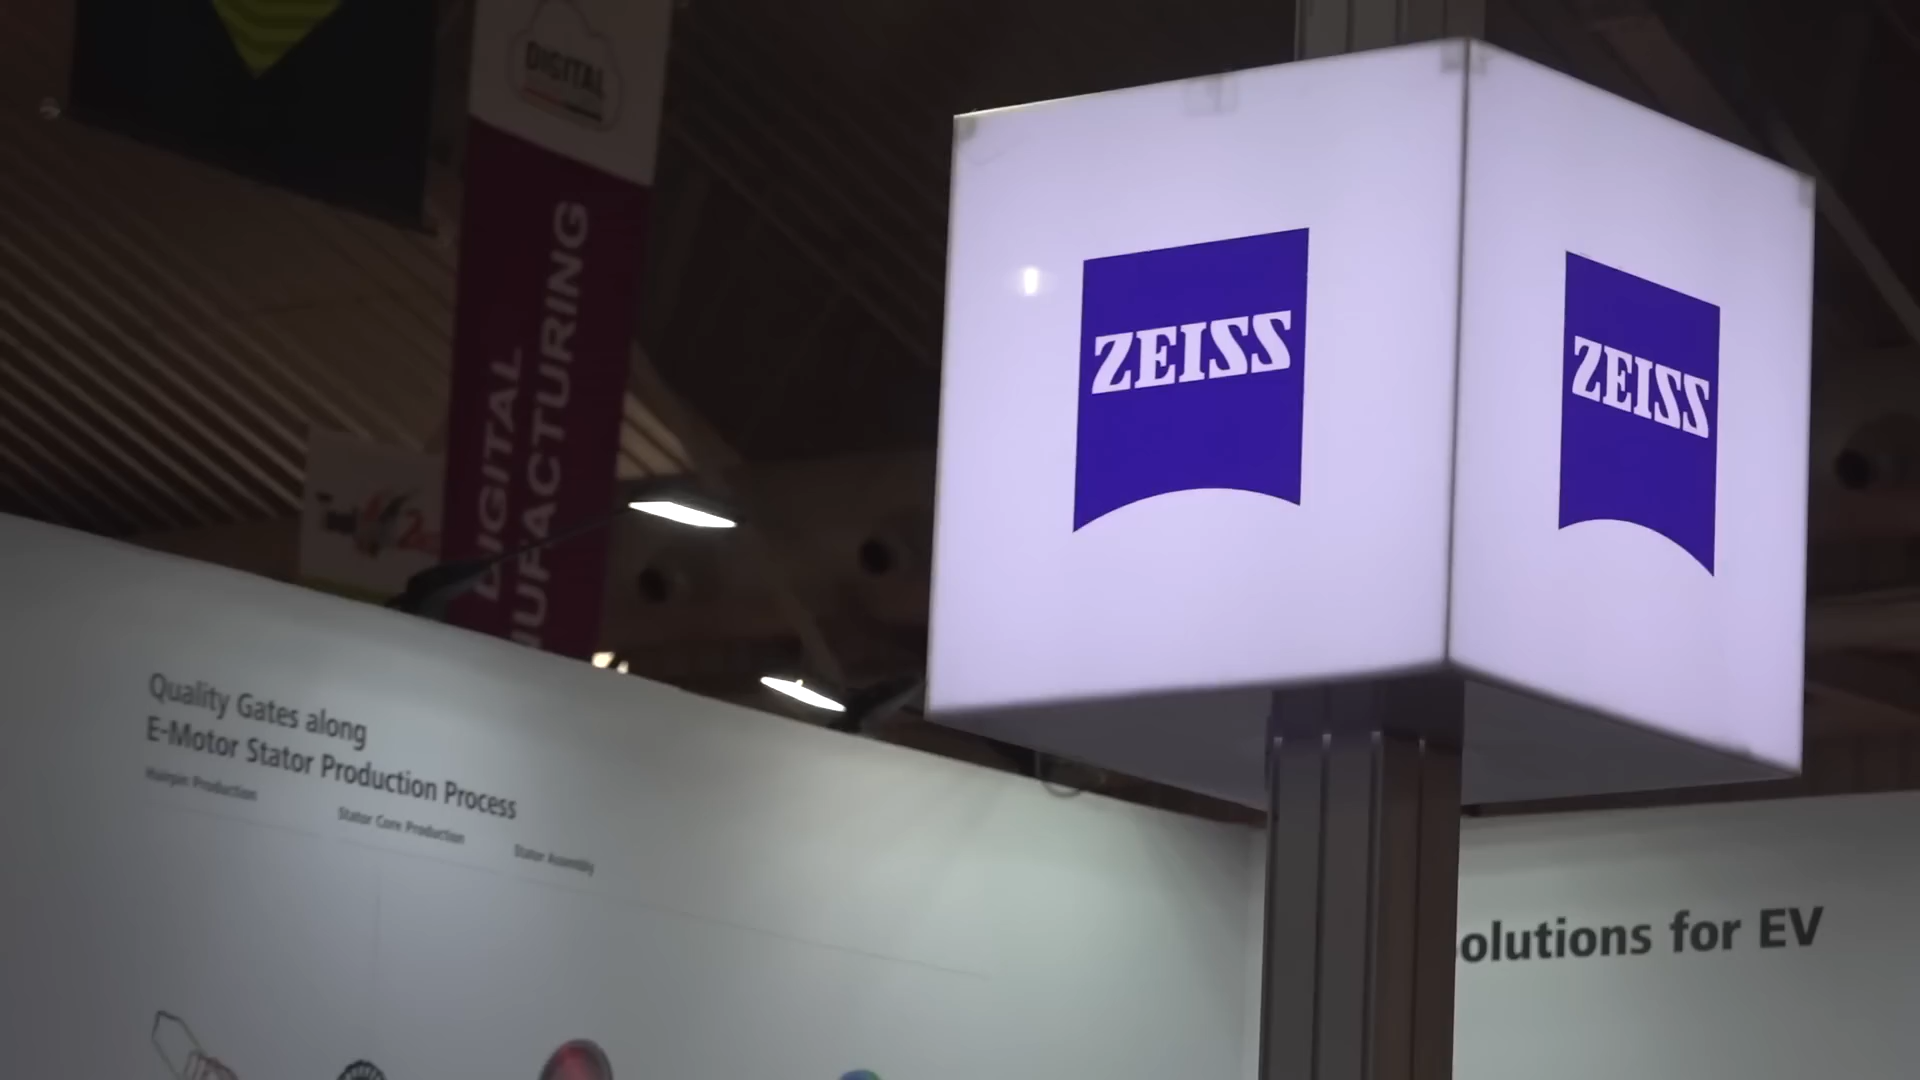 DIGITAL
DIGITAL
UFACTURING
ZEISS
ZEISS
Quality Gates along
E-Motor Stator Production Process
Hairpin Production
Stator Core Production
Stator Assembly
olutions for EV